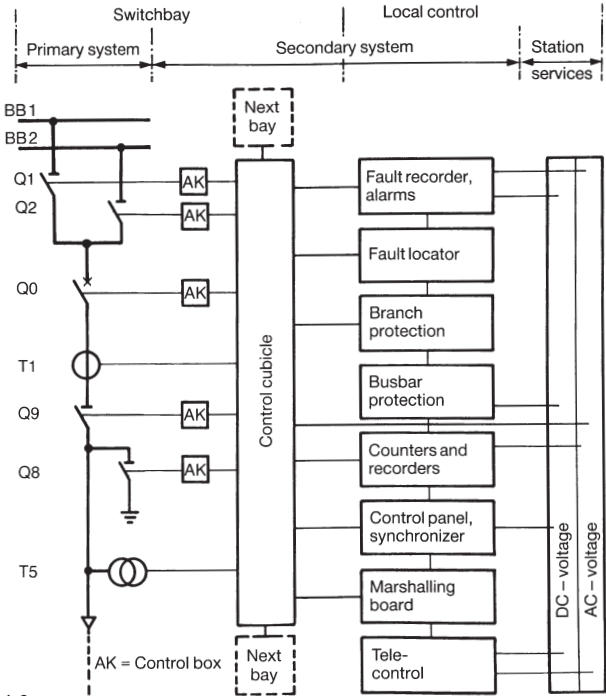 Switchbay
Local control
Primary system
Secondary system
Station
services
BB1
BB2
Next
bay
Q1
AK
Fault recorder,
alarms
Q2
AK
Fault locator
Q0
AK
Branch
protection
T1
Control cubicle
Busbar
protection
Q9
AK
Counters and
recorders
Q8
AK
Control panel,
synchronizer
T5
Marshalling
board
DC – voltage
AC – voltage
AK = Control box
Next
bay
Tele-
control